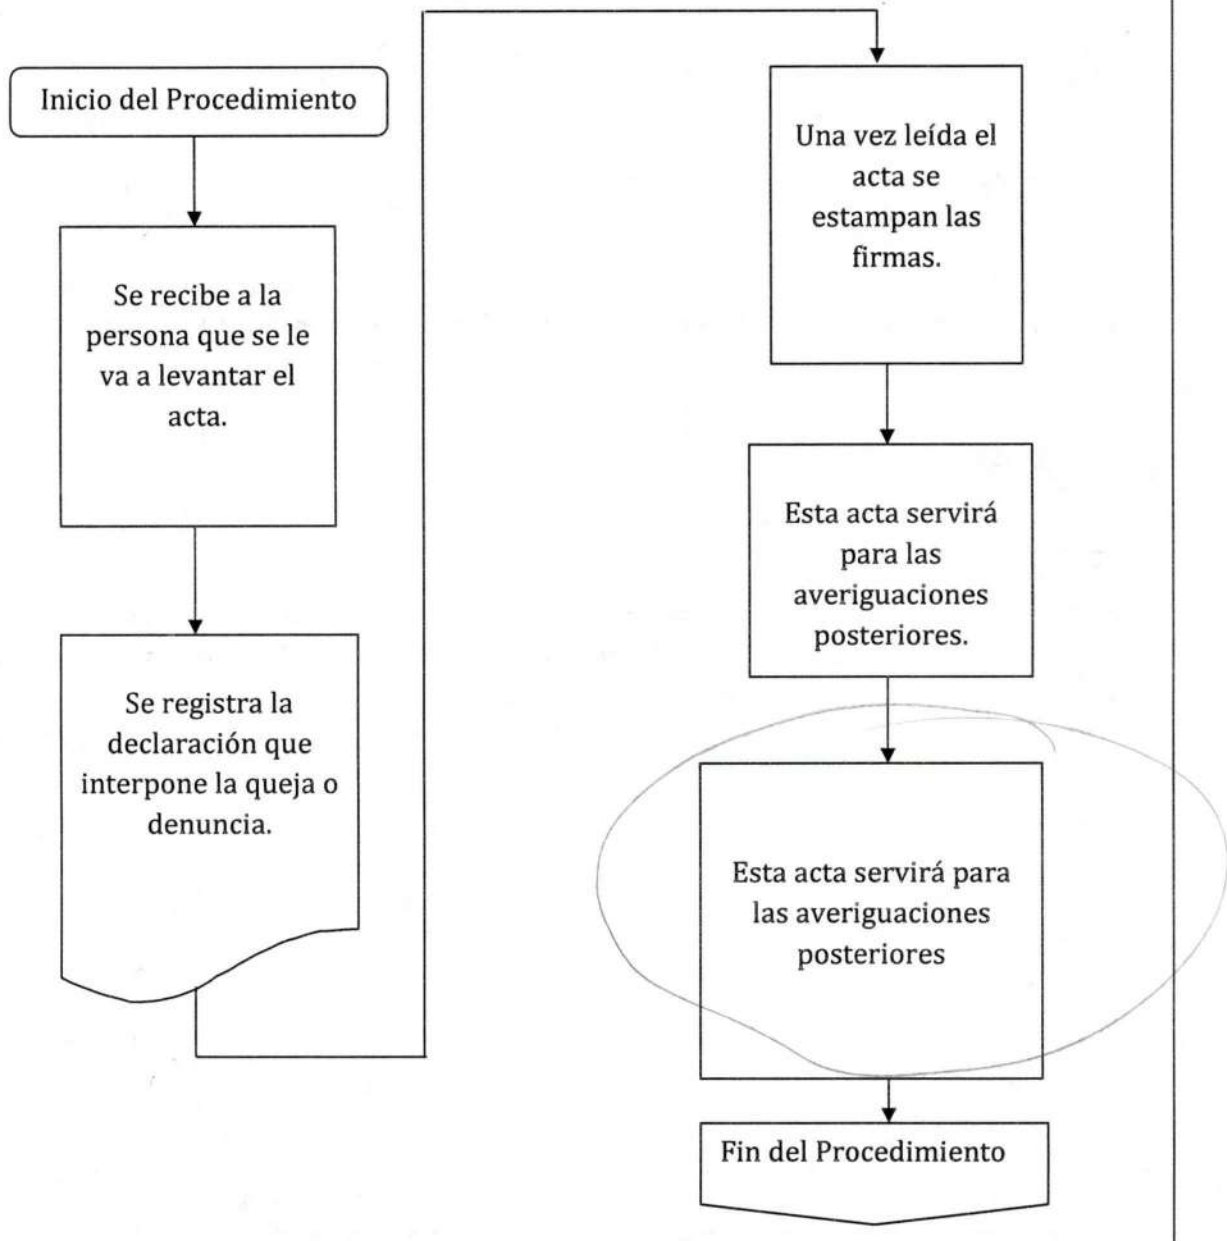 Inicio del Procedimiento
Se recibe a la
persona que se le
va a levantar el
acta.
Se registra la
declaración que
interpone la queja o
denuncia.
Una vez leída el
acta se
estampan las
firmas.
Esta acta servirá
para las
averiguaciones
posteriores.
Esta acta servirá para
las averiguaciones
posteriores
Fin del Procedimiento